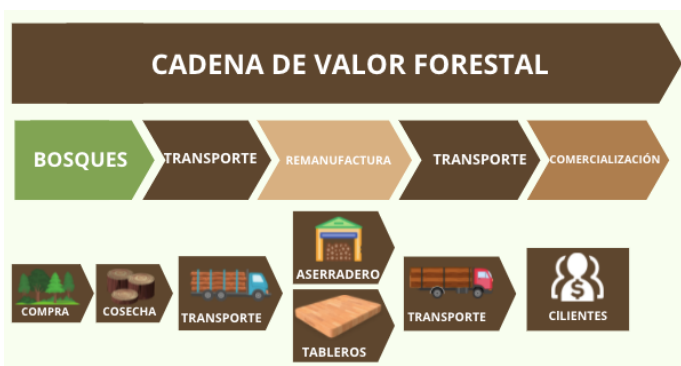 CADENA DE VALOR FORESTAL
BOSQUES
TRANSPORTE
REMANUFACTURA
TRANSPORTE
COMERCIALIZACIÓN
COMPRA
COSECHA
TRANSPORTE
ASERRADERO
TABLEROS
TRANSPORTE
$
CILIENTES